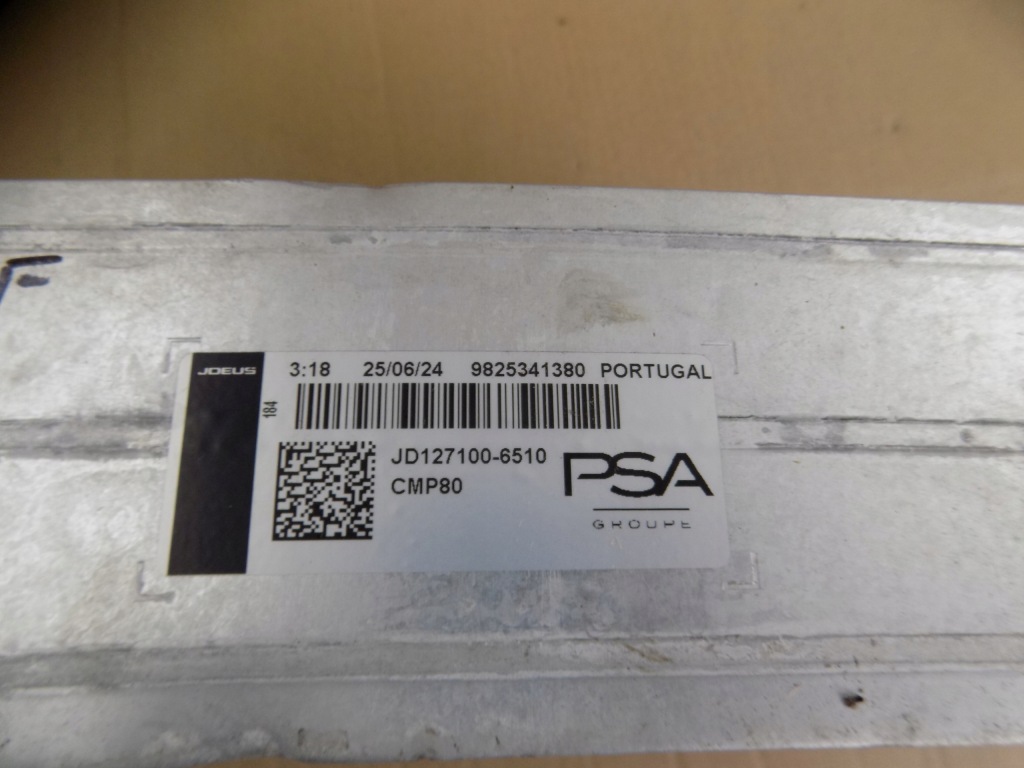 JDEUS
3:18 25/06/24 9825341380 PORTUGAL
184
JD127100-6510
CMP80
PSA
GROUPE